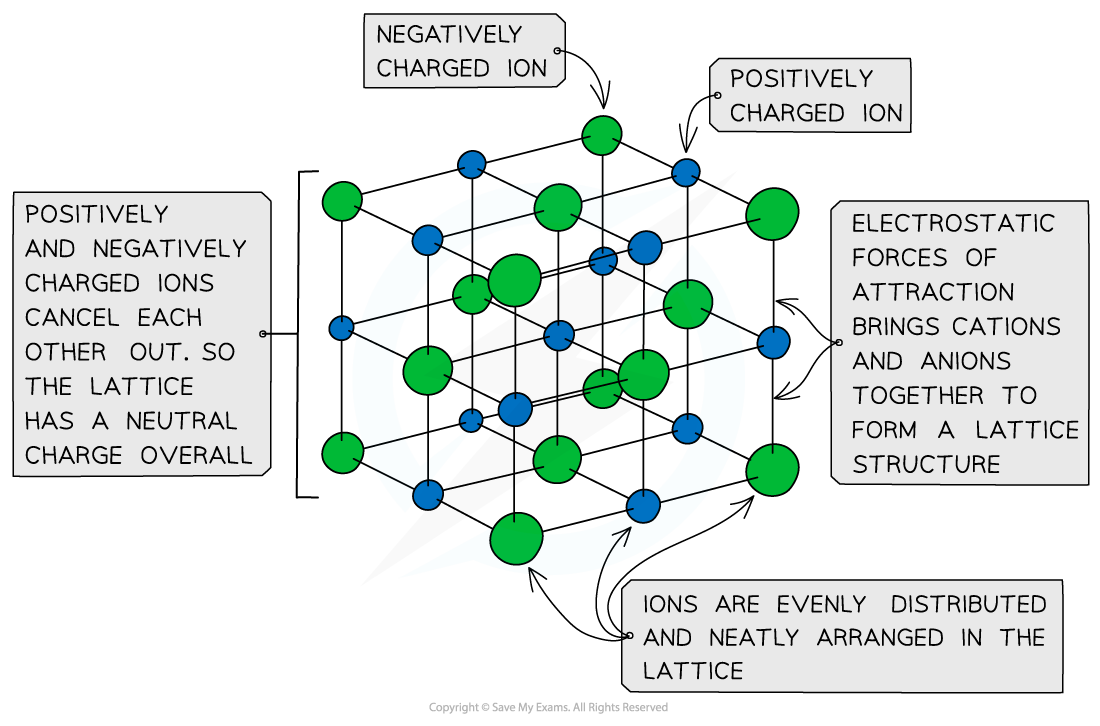 NEGATIVELY
CHARGED ION
POSITIVELY
CHARGED ION
POSITIVELY
AND NEGATIVELY
CHARGED IONS
CANCEL EACH
OTHER OUT. SO
THE LATTICE
HAS A NEUTRAL
CHARGE OVERALL
ELECTROSTATIC
FORCES OF
ATTRACTION
BRINGS CATIONS
AND ANIONS
TOGETHER TO
FORM A LATTICE
STRUCTURE
IONS ARE EVENLY DISTRIBUTED
AND NEATLY ARRANGED IN THE
LATTICE
Copyright © Save My Exams. All Rights Reserved